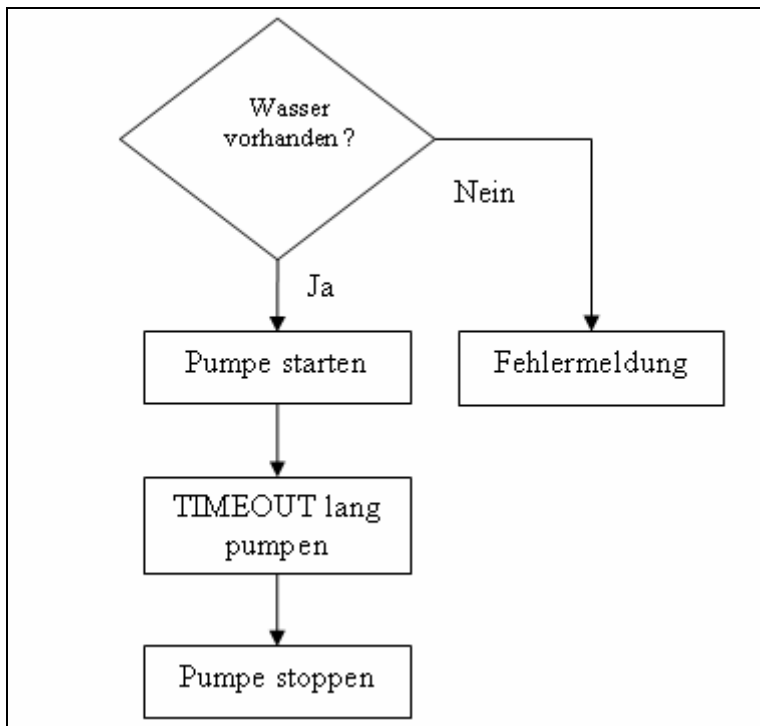 Wasser
vorhanden?
Nein
Ja
Pumpe starten
Fehlermeldung
TIMEOUT lang
pumpen
Pumpe stoppen